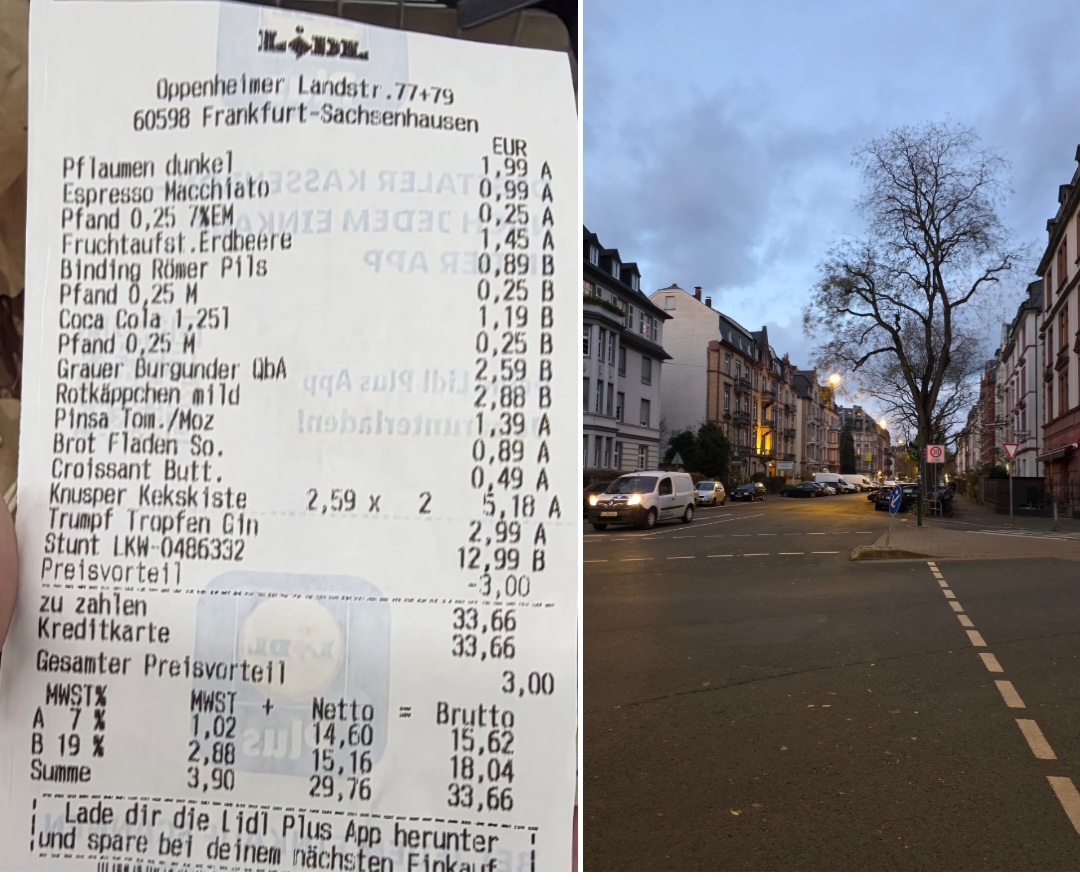 LIDL
Oppenheimer Landstr.77+79
60598 Frankfurt-Sachsenhausen
EUR
Pflaumen dunkel 1,99 A
Espresso Macchiato 0,99 A
Pfand 0,25 7%EM 0,25 A
Fruchtaufst.Erdbeere 1,45 A
Binding Römer Pils 0,89 B
Pfand 0,25 M 0,25 B
Coca Cola 1,25l 1,19 B
Pfand 0,25 M 0,25 B
Grauer Burgunder QbA 2,59 B
Rotkäppchen mild 2,88 B
Pinsa Tom./Moz 1,39 A
Brot Fladen So. 0,89 A
Croissant Butt. 0,49 A
Knusper Kekskiste 2,59 x 2 5,18 A
Trumpf Tropfen Gin 2,99 A
Stunt LKW-0486332 12,99 B
Preisvorteil -3,00
zu zahlen 33,66
Kreditkarte 33,66
Gesamter Preisvorteil 3,00
MWST% MWST + Netto = Brutto
A 7 % 1,02 14,60 15,62
B 19 % 2,88 15,16 18,04
Summe 3,90 29,76 33,66
Lade dir die Lidl Plus App herunter
und spare bei deinem nächsten Einkauf
30